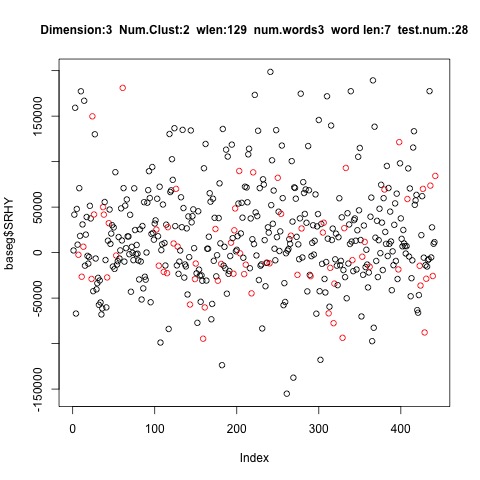 Dimension:3 Num.Clust:2 wlen:129 num.words3 word len:7 test.num.:28
150000
50000
0
-50000
-150000
baseg$SRHY
0 100 200 300 400
Index